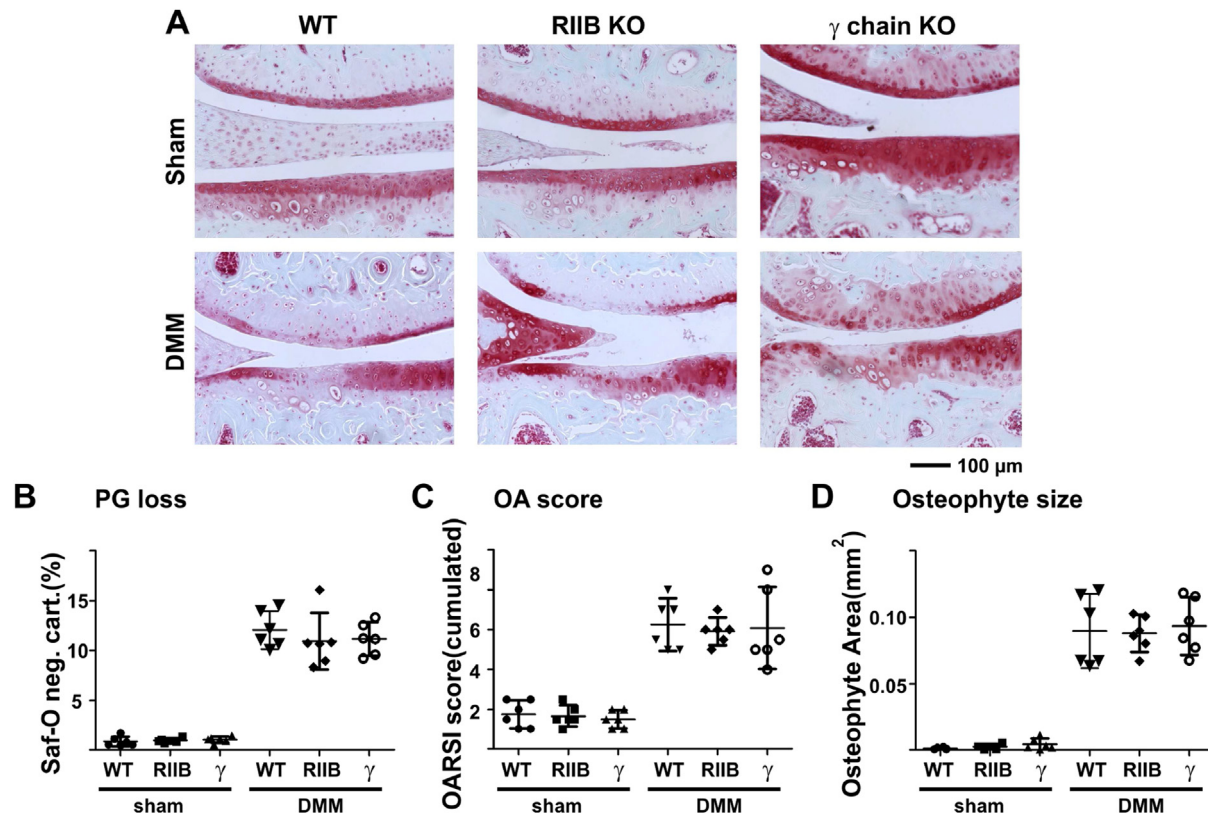 A
WT
RIIB KO
γ chain KO
Sham
DMM
100 µm
B
PG loss
Saf-O neg. cart.(%)
15
10
5
WT
RIIB
γ
WT
RIIB
γ
sham
DMM
C
OA score
OARSI score(cumulated)
8
6
4
2
WT
RIIB
γ
WT
RIIB
γ
sham
DMM
D
Osteophyte size
Osteophyte Area(mm²)
0.10
0.05
WT
RIIB
γ
WT
RIIB
γ
sham
DMM